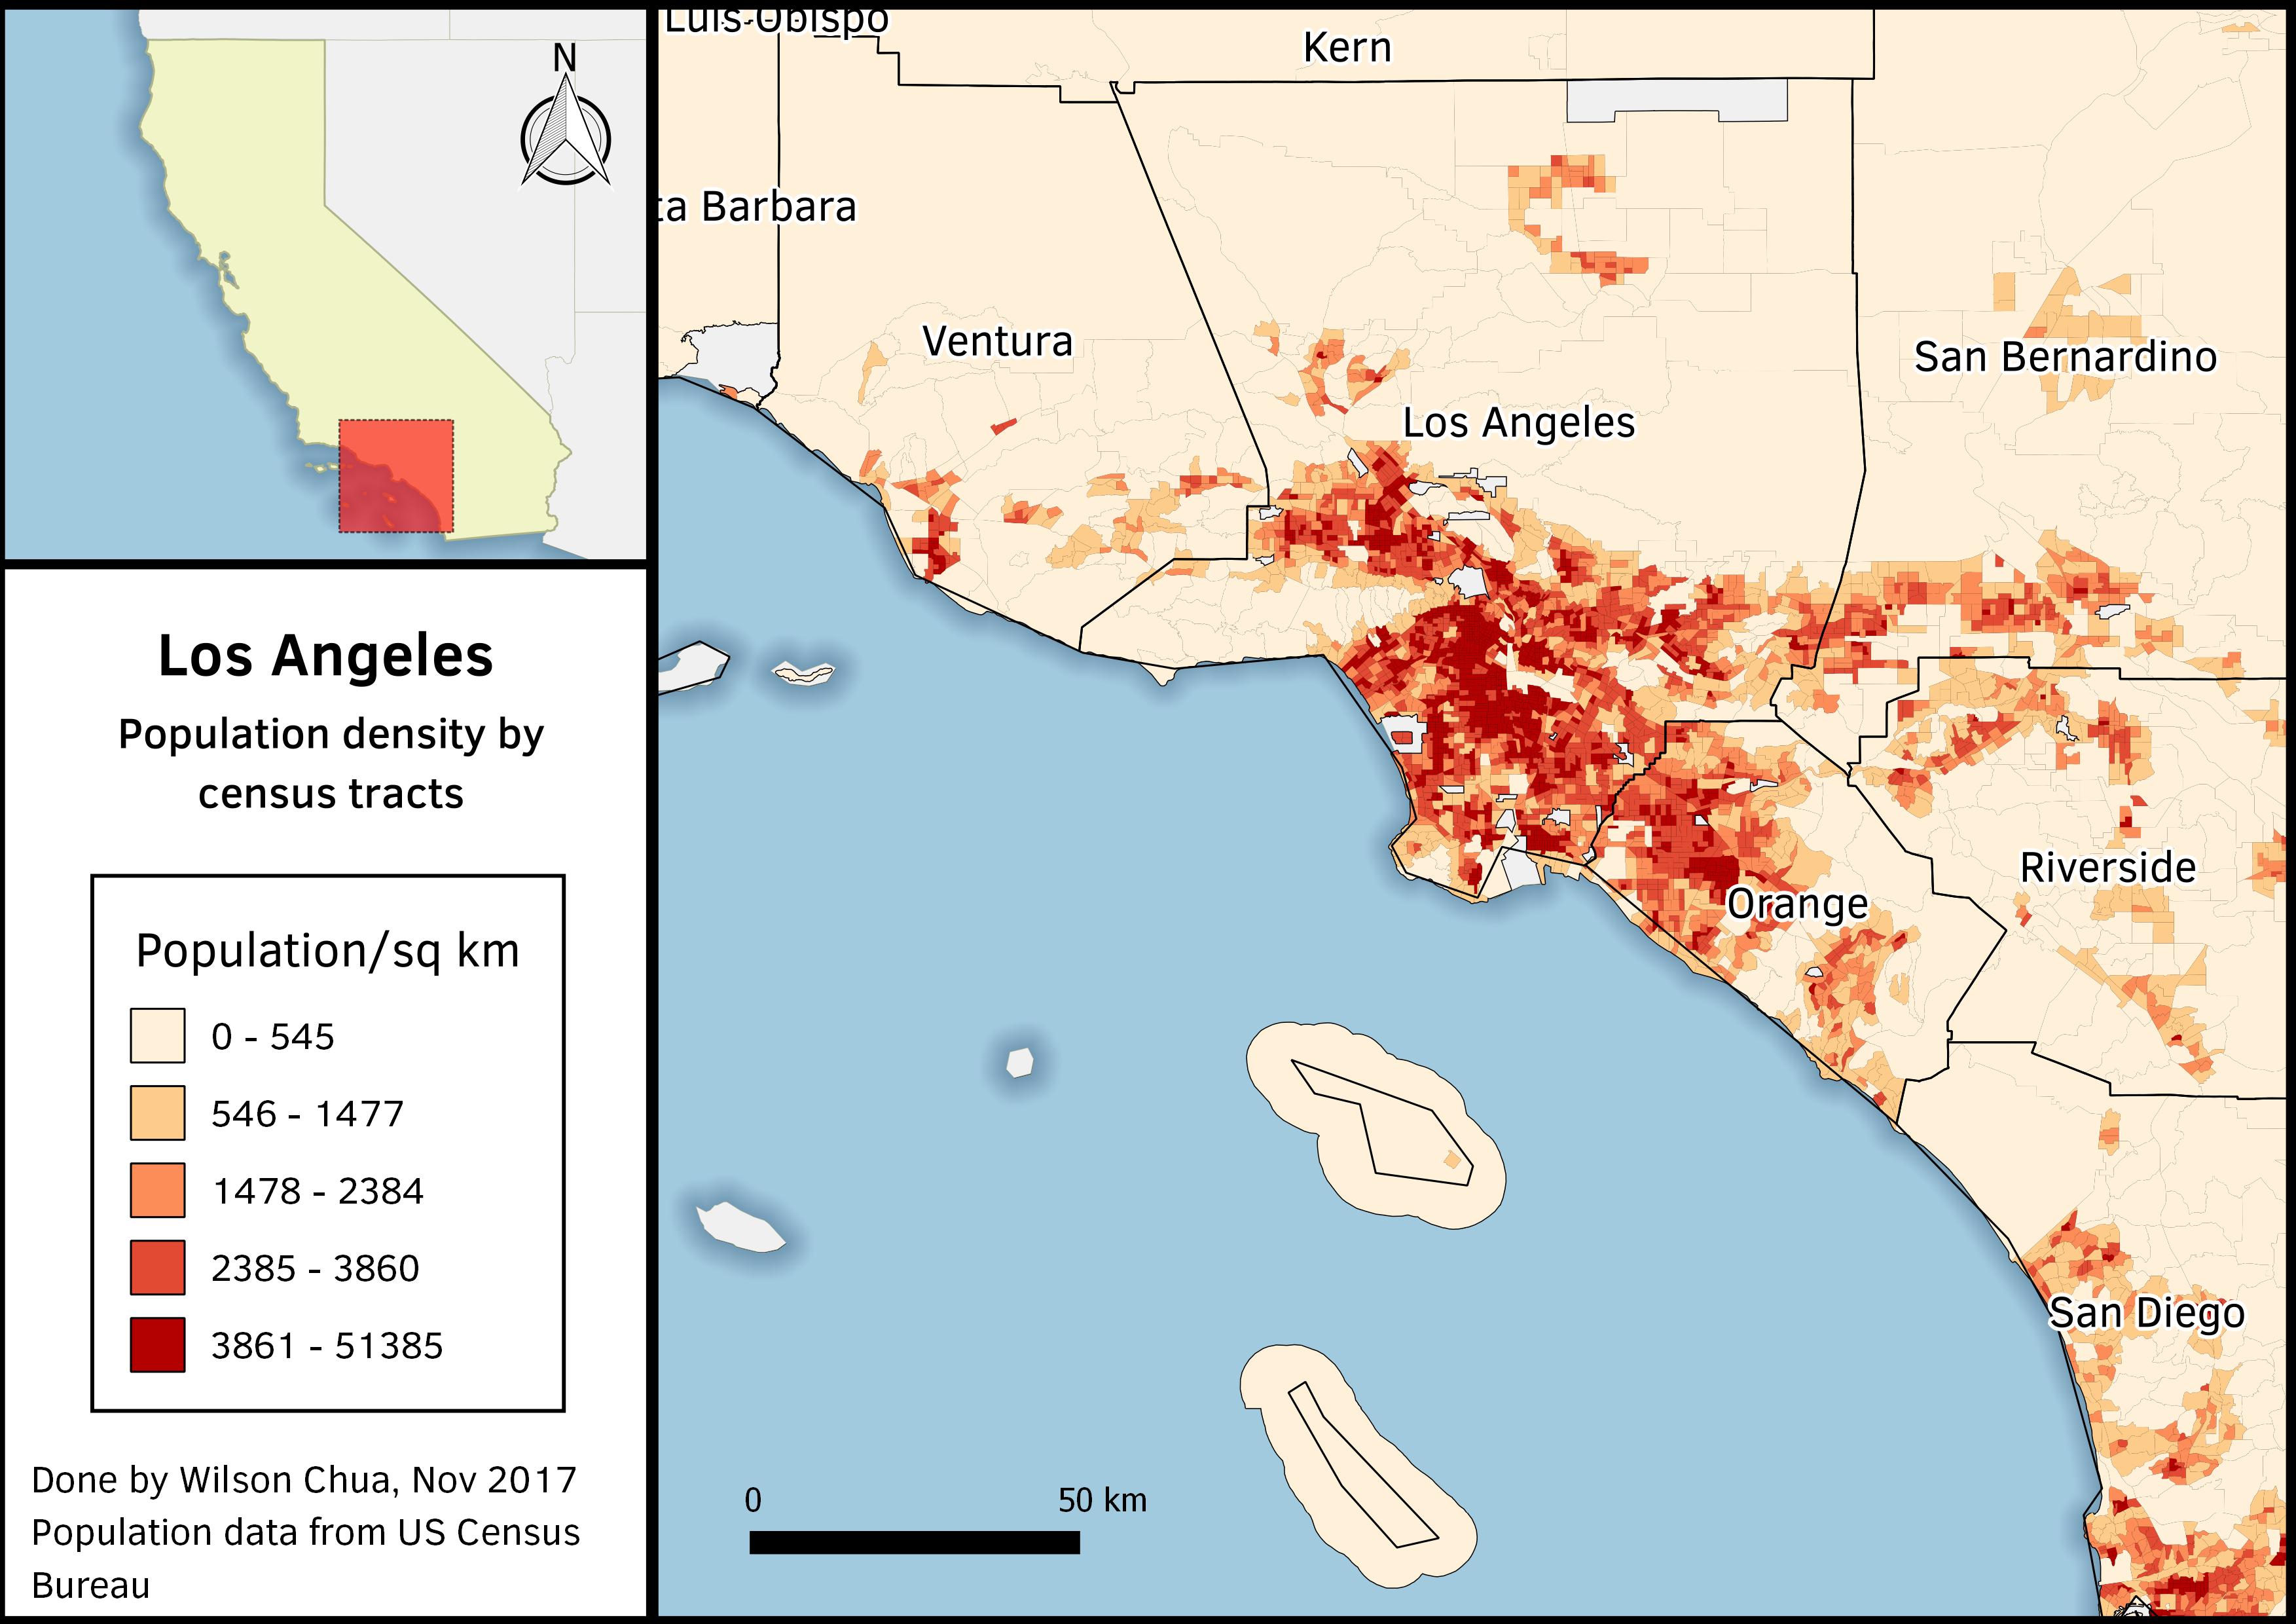 N
Los Angeles
Population density by
census tracts
Population/sq km
0 - 545
546 - 1477
1478 - 2384
2385 - 3860
3861 - 51385
Done by Wilson Chua, Nov 2017
Population data from US Census
Bureau
Luis Obispo
Kern
ta Barbara
Ventura
San Bernardino
Los Angeles
Riverside
Orange
San Diego
0 50 km